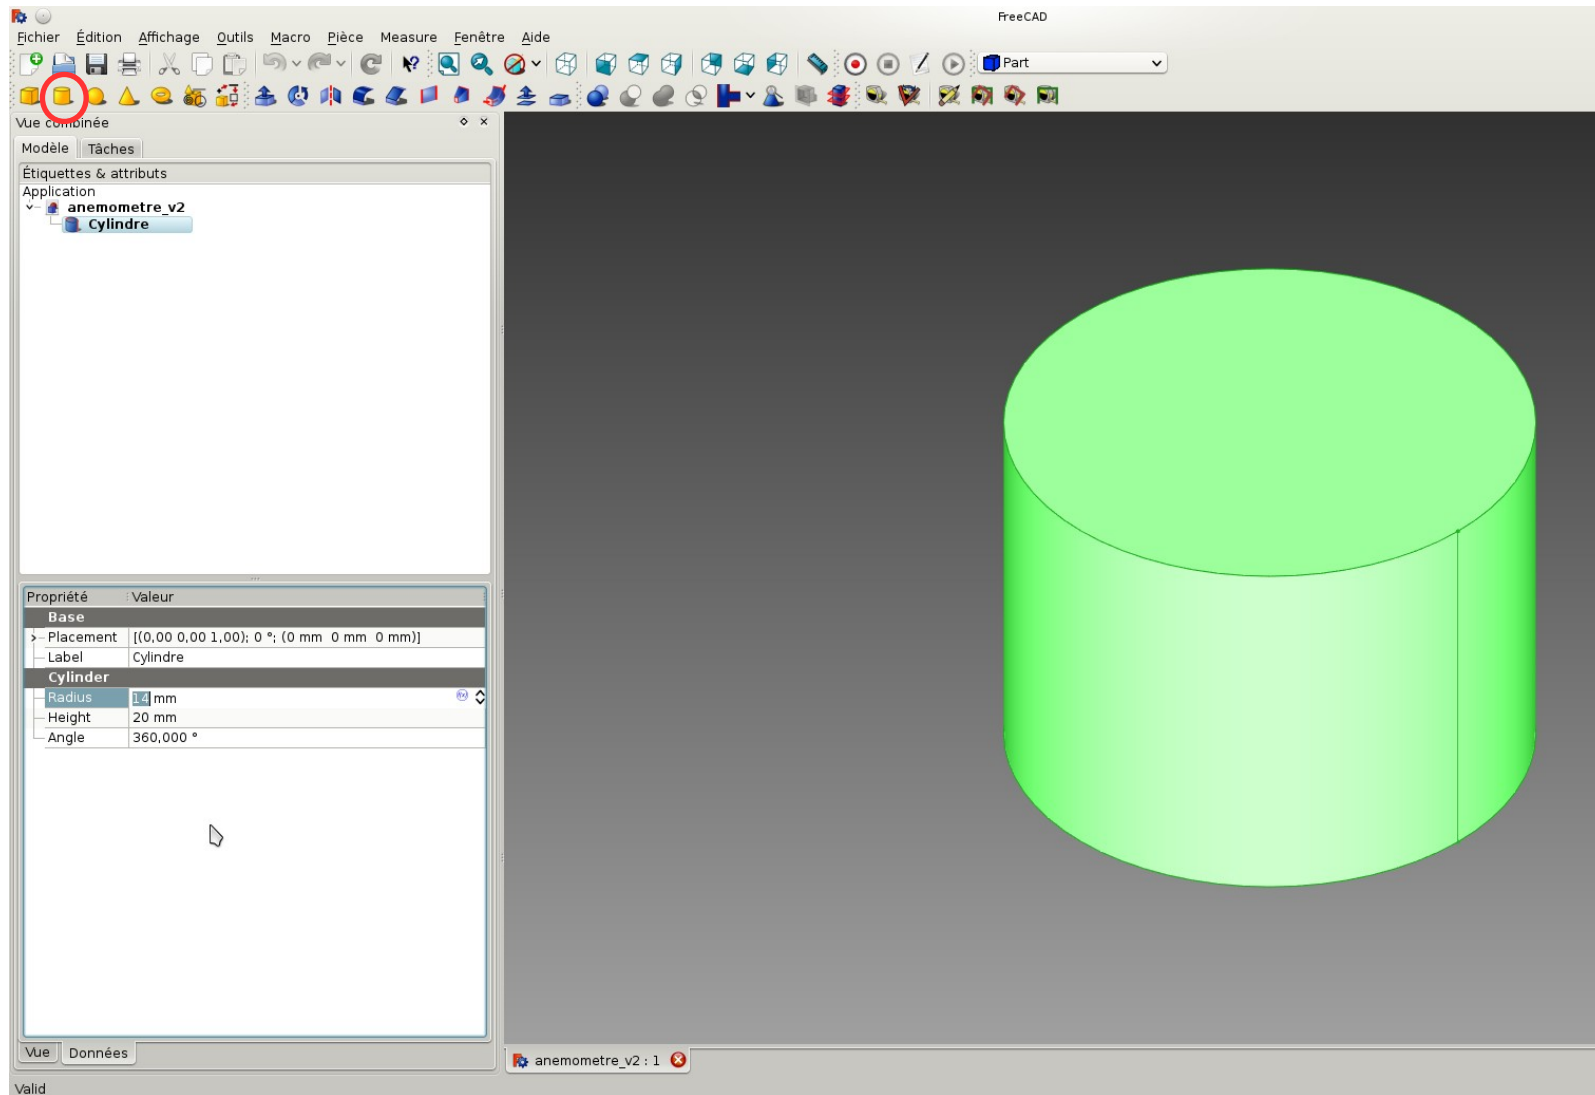 FreeCAD
Fichier Édition Affichage Outils Macro Pièce Measure Fenêtre Aide
Part
Vue combinée
Modèle Tâches
Étiquettes & attributs
Application
anemometre_v2
Cylindre
Propriété Valeur
Base
Placement [(0,00 0,00 1,00); 0 °; (0 mm 0 mm 0 mm)]
Label Cylindre
Cylinder
Radius 14 mm
Height 20 mm
Angle 360,000 °
Vue Données
anemometre_v2 : 1
Valid